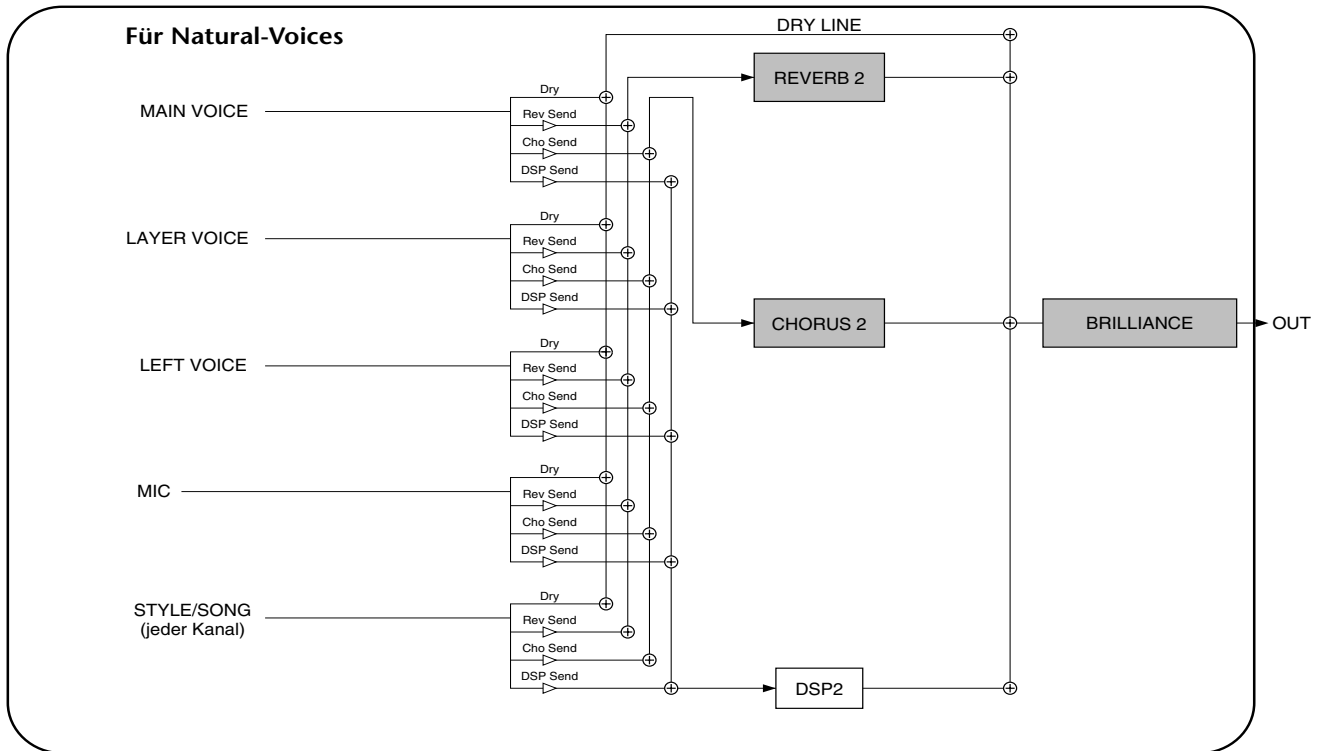 Für Natural-Voices
DRY LINE
REVERB 2
MAIN VOICE
Dry
Rev Send
Cho Send
DSP Send
LAYER VOICE
Dry
Rev Send
Cho Send
DSP Send
CHORUS 2
BRILLIANCE
OUT
LEFT VOICE
Dry
Rev Send
Cho Send
DSP Send
MIC
Dry
Rev Send
Cho Send
DSP Send
STYLE/SONG
(jeder Kanal)
Dry
Rev Send
Cho Send
DSP Send
DSP2